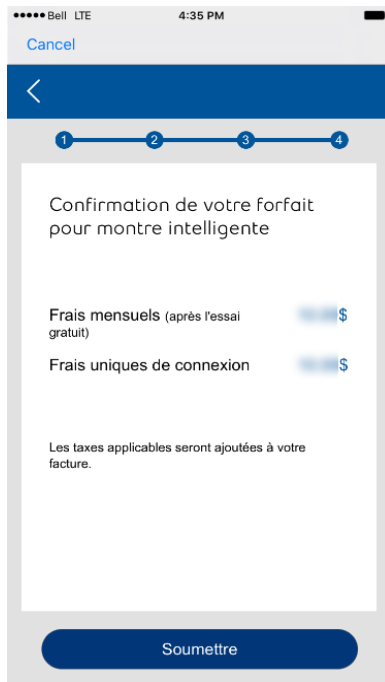 Bell LTE 4:35 PM
Cancel
1 2 3 4
Confirmation de votre forfait
pour montre intelligente
Frais mensuels (après l'essai $
gratuit)
Frais uniques de connexion $
Les taxes applicables seront ajoutées à votre
facture.
Soumettre